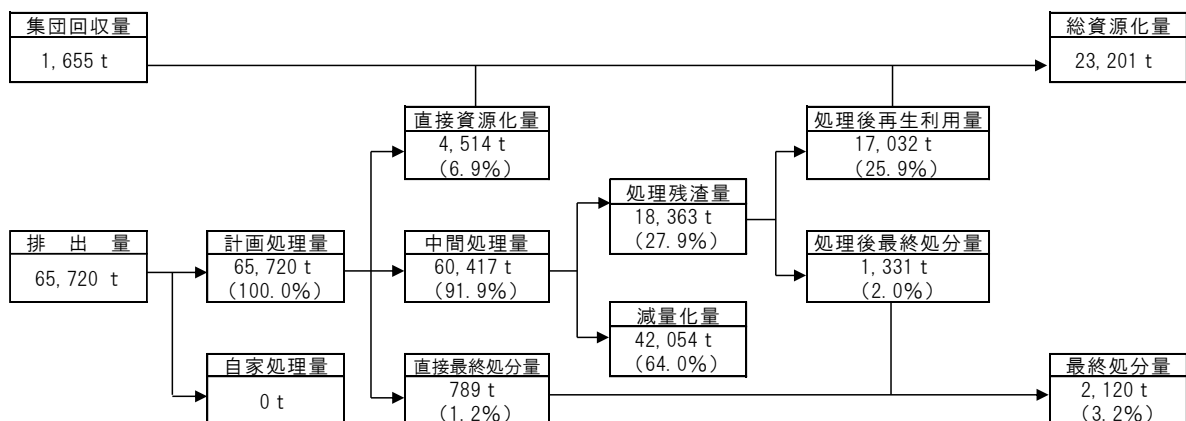 集団回収量
1,655 t
総資源化量
23,201 t
直接資源化量
4,514 t
(6.9%)
処理後再生利用量
17,032 t
(25.9%)
処理残渣量
18,363 t
(27.9%)
排 出 量
65,720 t
計画処理量
65,720 t
(100.0%)
中間処理量
60,417 t
(91.9%)
処理後最終処分量
1,331 t
(2.0%)
減量化量
42,054 t
(64.0%)
自家処理量
0 t
直接最終処分量
789 t
(1.2%)
最終処分量
2,120 t
(3.2%)